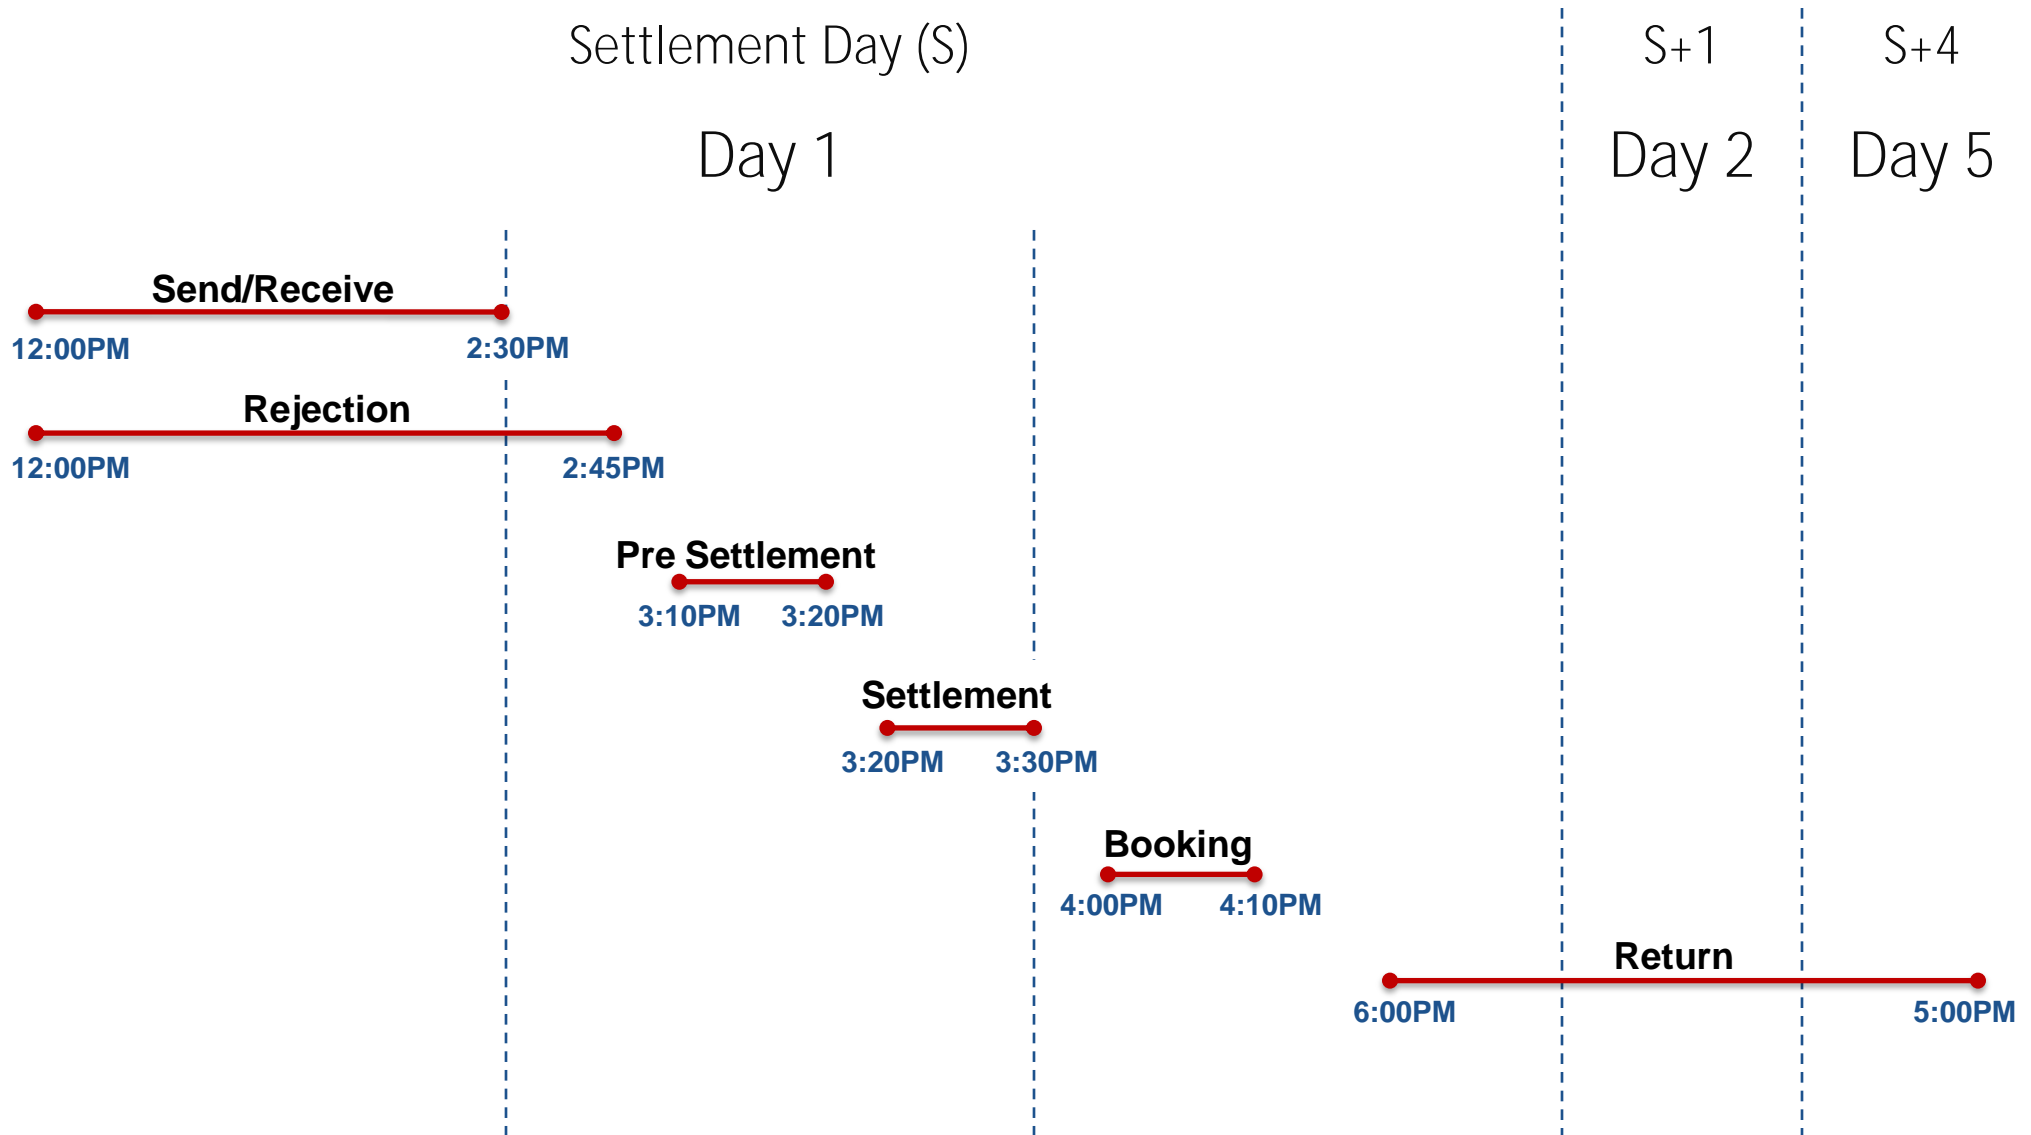 Settlement Day (S)
S+1
S+4
Day 1
Day 2
Day 5
Send/Receive
12:00PM
2:30PM
Rejection
12:00PM
2:45PM
Pre Settlement
3:10PM
3:20PM
Settlement
3:20PM
3:30PM
Booking
4:00PM
4:10PM
Return
6:00PM
5:00PM